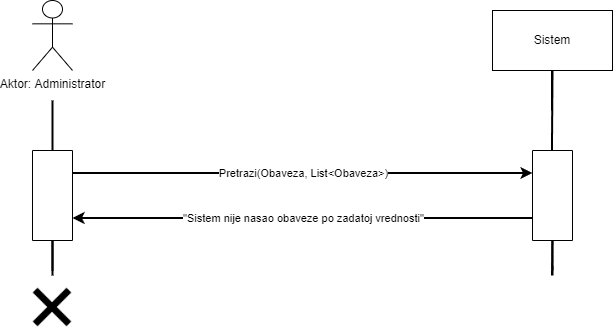 Sistem
Aktor: Administrator
Pretrazi(Obaveza, List<Obaveza>)
"Sistem nije nasao obaveze po zadatoj vrednosti"